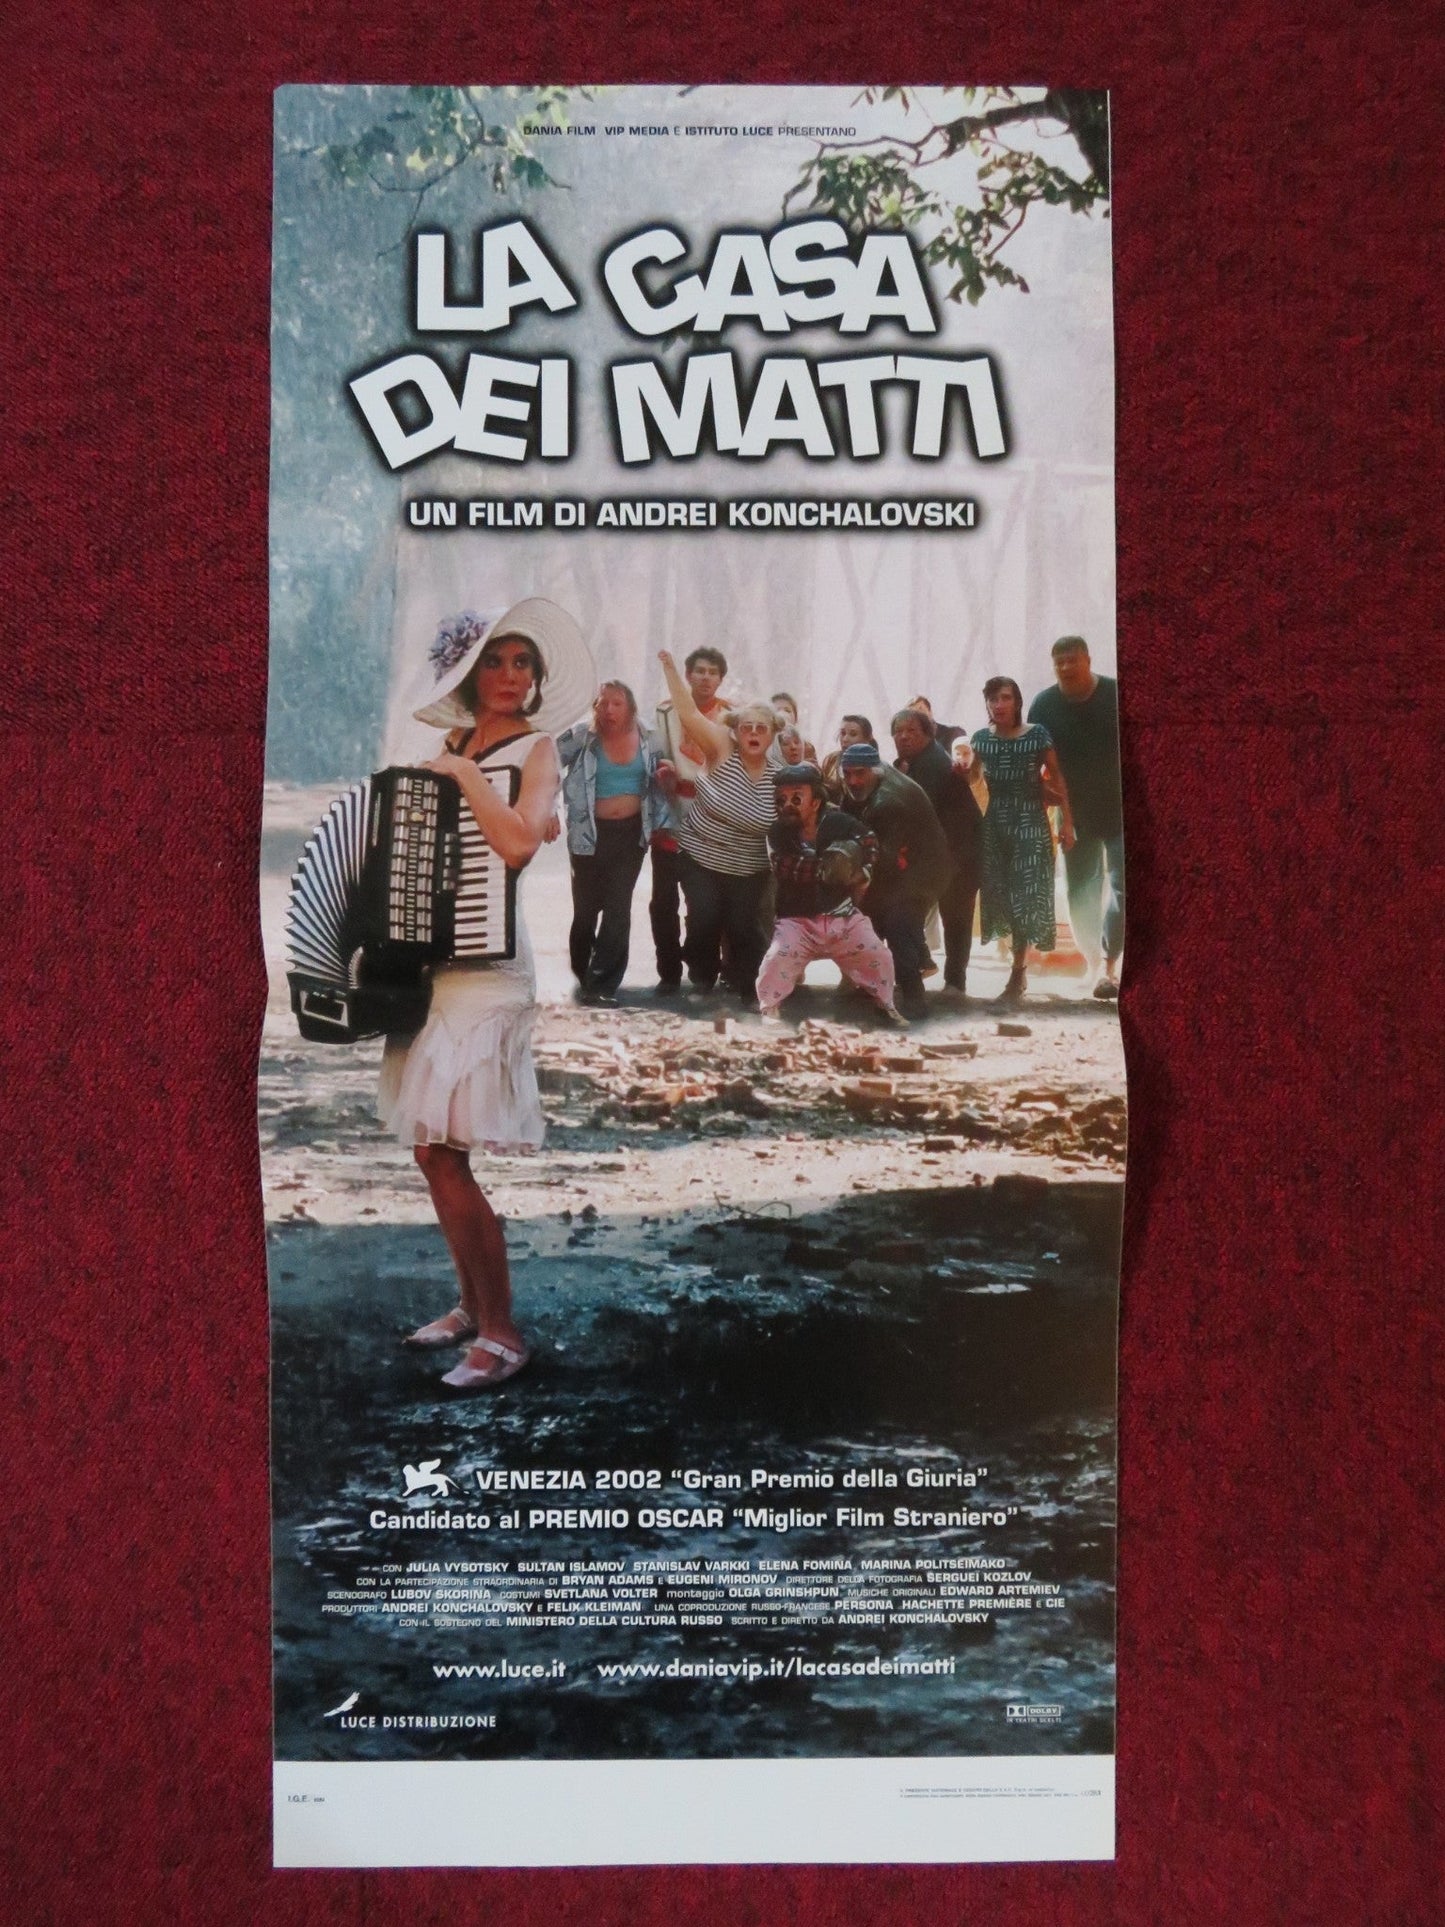 DANIA FILM VIP MEDIA E ISTITUTO LUCE PRESENTANO
LA CASA
DEI MATTI
UN FILM DI ANDREI KONCHALOVSKI
VENEZIA 2002 "Gran Premio della Giuria"
Candidato al PREMIO OSCAR "Miglior Film Straniero"
CON JULIA VYSOTSKY SULTAN ISLAMOV STANISLAV VARKKI ELENA FOMINA MARINA POLITSEIMAKO
CON LA PARTECIPAZIONE STRAORDINARIA DI BRYAN ADAMS E EUGENI MIRONOV DIRETTORE DELLA FOTOGRAFIA SERGUEI KOZLOV
SCENOGRAFO LUBOV SKORINA COSTUMI SVETLANA VOLTER montaggio OLGA GRINSHPUN MUSICHE ORIGINALI EDWARD ARTEMIEV
PRODUTTORI ANDREI KONCHALOVSKY E FELIX KLEIMAN UNA COPRODUZIONE RUSSO-FRANCESE PERSONA HACHETTE PREMIÈRE E CIE
CON IL SOSTEGNO DEL MINISTERO DELLA CULTURA RUSSO SCRITTO E DIRETTO DA ANDREI KONCHALOVSKY
www.luce.it www.daniavip.it/lacasadeimatti
LUCE DISTRIBUZIONE
DOLBY
IN TEATRI SCELTI
I.G.E.